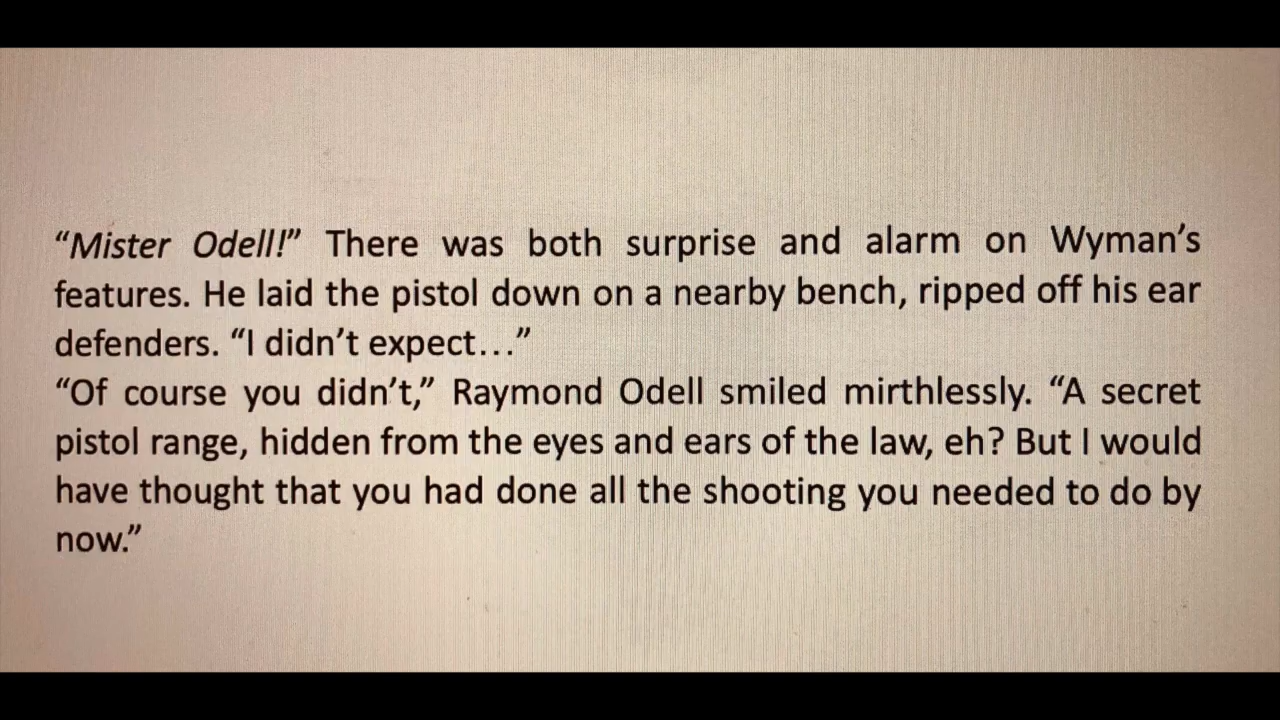 “Mister Odell!” There was both surprise and alarm on Wyman’s
features. He laid the pistol down on a nearby bench, ripped off his ear
defenders. “I didn’t expect…”
“Of course you didn’t,” Raymond Odell smiled mirthlessly. “A secret
pistol range, hidden from the eyes and ears of the law, eh? But I would
have thought that you had done all the shooting you needed to do by
now.”